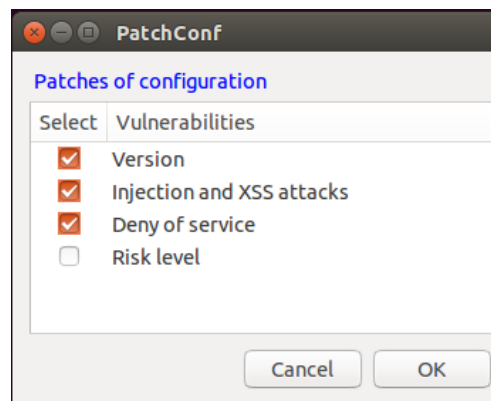 PatchConf
Patches of configuration
Select Vulnerabilities
Version
Injection and XSS attacks
Deny of service
Risk level
Cancel OK